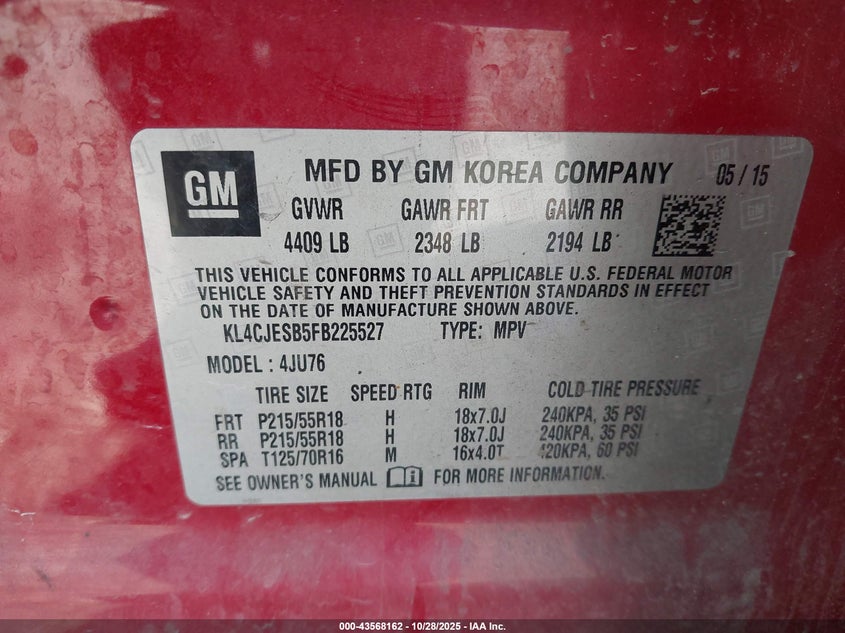 GM
MFD BY GM KOREA COMPANY 05 / 15
GVWR GAWR FRT GAWR RR
4409 LB 2348 LB 2194 LB
THIS VEHICLE CONFORMS TO ALL APPLICABLE U.S. FEDERAL MOTOR
VEHICLE SAFETY AND THEFT PREVENTION STANDARDS IN EFFECT
ON THE DATE OF MANUFACTURE SHOWN ABOVE.
KL4CJESB5FB225527 TYPE: MPV
MODEL : 4JU76
TIRE SIZE SPEED RTG RIM COLD TIRE PRESSURE
FRT P215/55R18 H 18x7.0J 240KPA, 35 PSI
RR P215/55R18 H 18x7.0J 240KPA, 35 PSI
SPA T125/70R16 M 16x4.0T 420KPA, 60 PSI
SEE OWNER'S MANUAL FOR MORE INFORMATION.
000-43568162 - 10/28/2025 - IAA Inc.